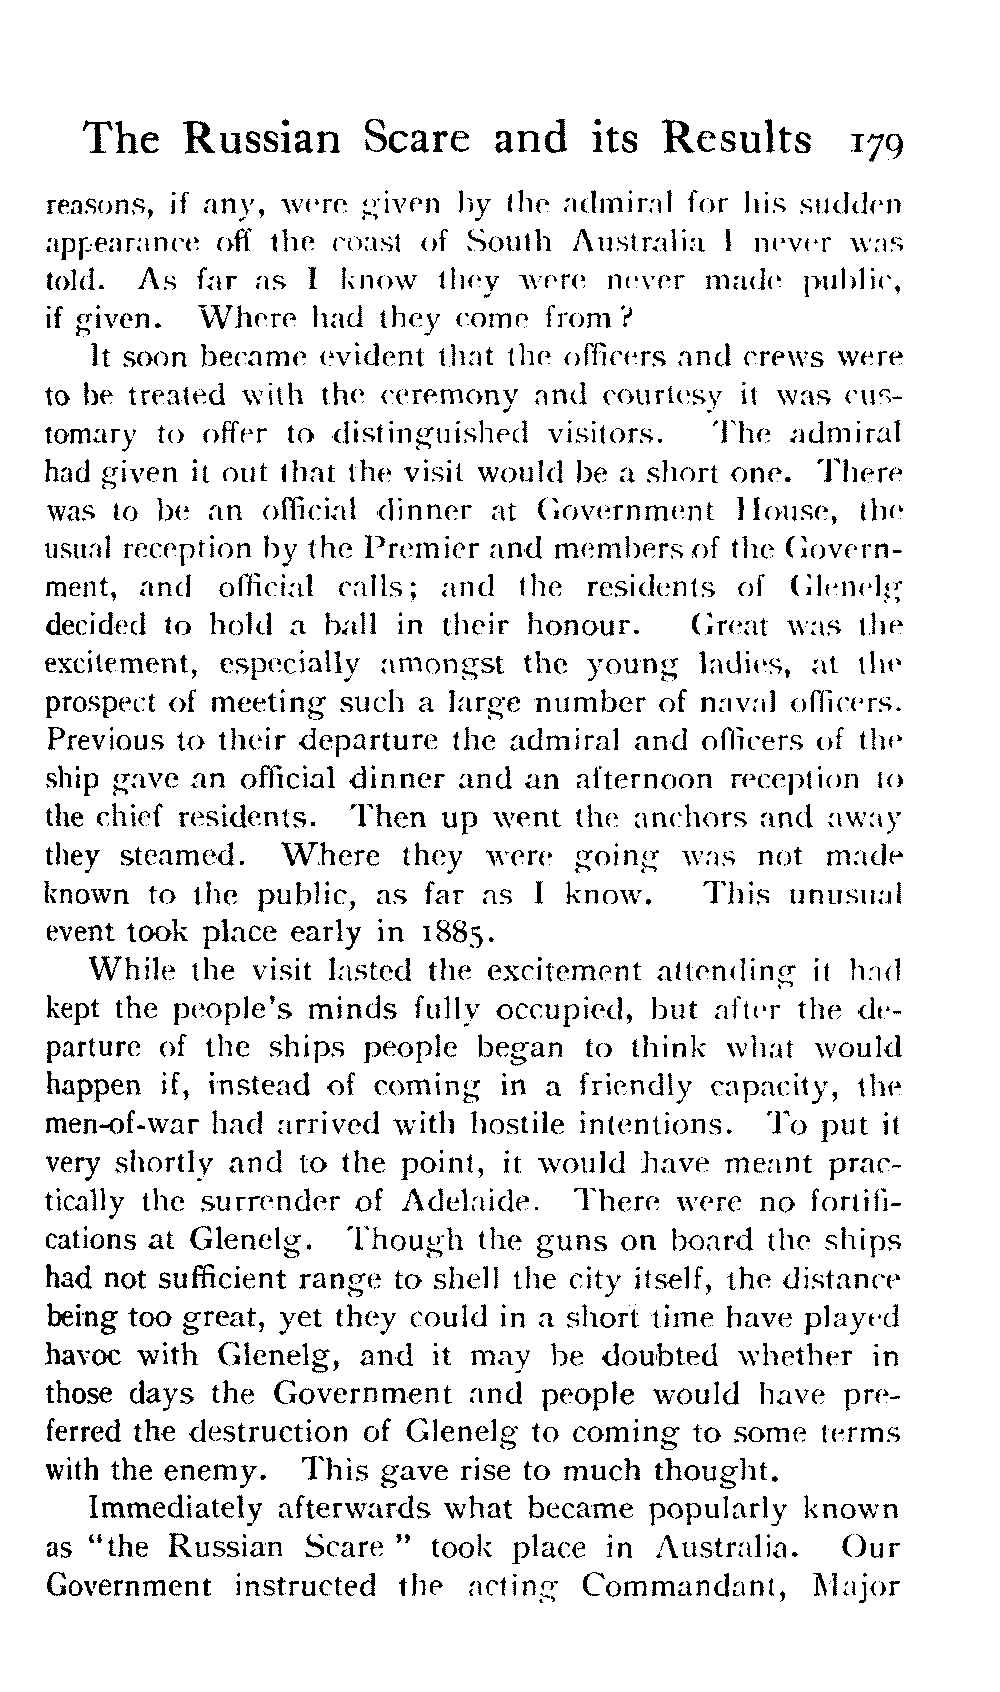 The Russian Scare and its Results 179
reasons, if any, were given by the admiral for his sudden
appearance off the coast of South Australia I never was
told. As far as I know they were never made public,
if given. Where had they come from?
It soon became evident that the officers and crews were
to be treated with the ceremony and courtesy it was cus-
tomary to offer to distinguished visitors. The admiral
had given it out that the visit would be a short one. There
was to be an official dinner at Government House, the
usual reception by the Premier and members of the Govern-
ment, and official calls; and the residents of Glenelg
decided to hold a ball in their honour. Great was the
excitement, especially amongst the young ladies, at the
prospect of meeting such a large number of naval officers.
Previous to their departure the admiral and officers of the
ship gave an official dinner and an afternoon reception to
the chief residents. Then up went the anchors and away
they steamed. Where they were going was not made
known to the public, as far as I know. This unusual
event took place early in 1885.
While the visit lasted the excitement attending it had
kept the people's minds fully occupied, but after the de-
parture of the ships people began to think what would
happen if, instead of coming in a friendly capacity, the
men-of-war had arrived with hostile intentions. To put it
very shortly and to the point, it would have meant prac-
tically the surrender of Adelaide. There were no fortifi-
cations at Glenelg. Though the guns on board the ships
had not sufficient range to shell the city itself, the distance
being too great, yet they could in a short time have played
havoc with Glenelg, and it may be doubted whether in
those days the Government and people would have pre-
ferred the destruction of Glenelg to coming to some terms
with the enemy. This gave rise to much thought.
Immediately afterwards what became popularly known
as "the Russian Scare" took place in Australia. Our
Government instructed the acting Commandant, Major